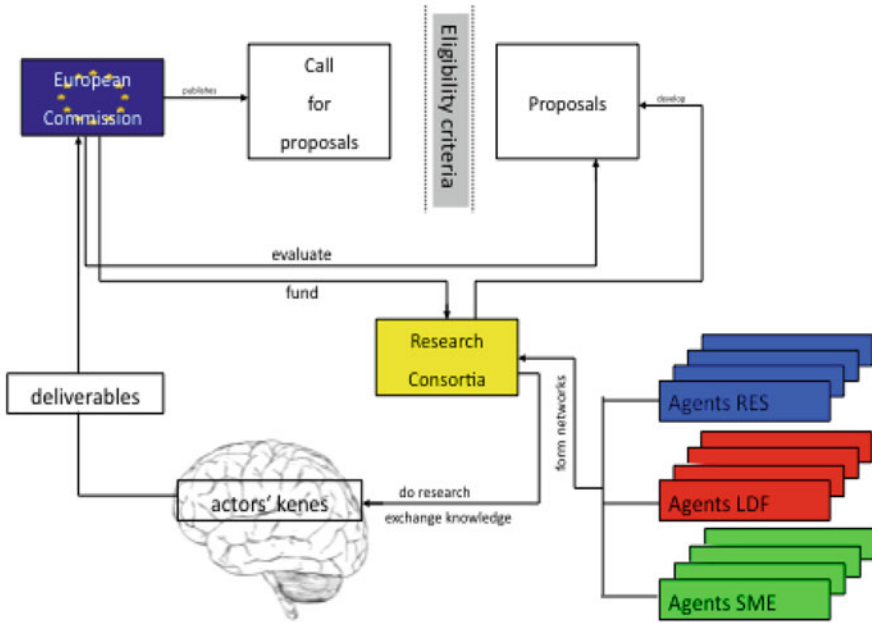 European
Commission
publishes
Call
for
proposals
Eligibility criteria
Proposals
develop
evaluate
fund
Research
Consortia
deliverables
form networks
Agents RES
Agents LDF
Agents SME
actors' kenes
do research
exchange knowledge